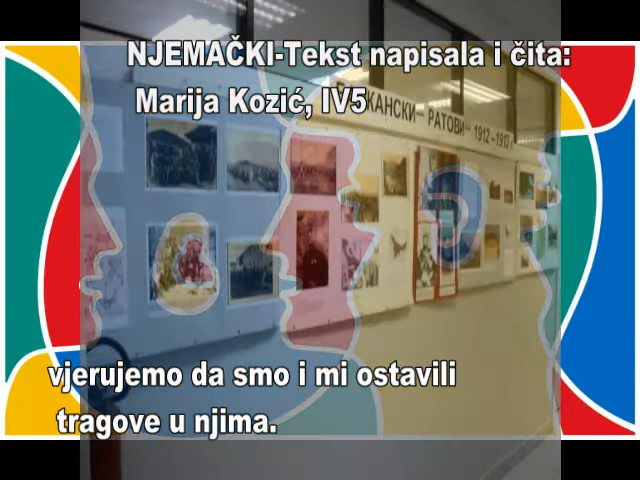 NJEMAČKI-Tekst napisala i čita:
Marija Kozić, IV5
КАНСКИ – РАТОВИ – 1912 – 1913
vjerujemo da smo i mi ostavili
tragove u njima.